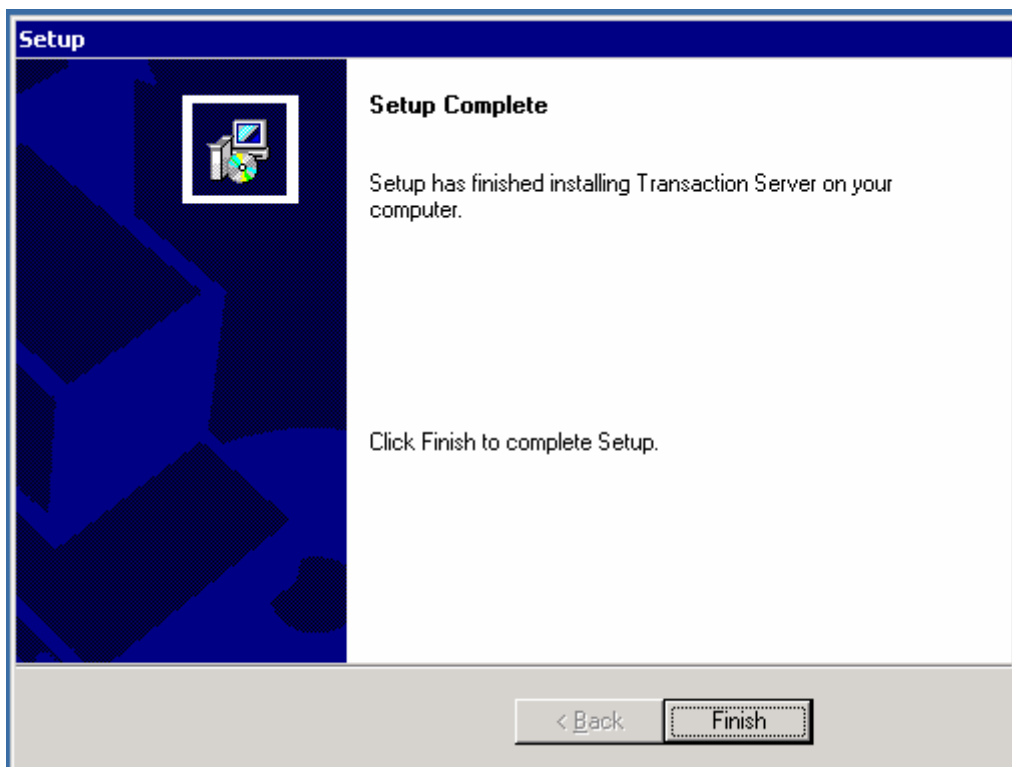 Setup
Setup Complete
Setup has finished installing Transaction Server on your
computer.
Click Finish to complete Setup.
< Back
Finish